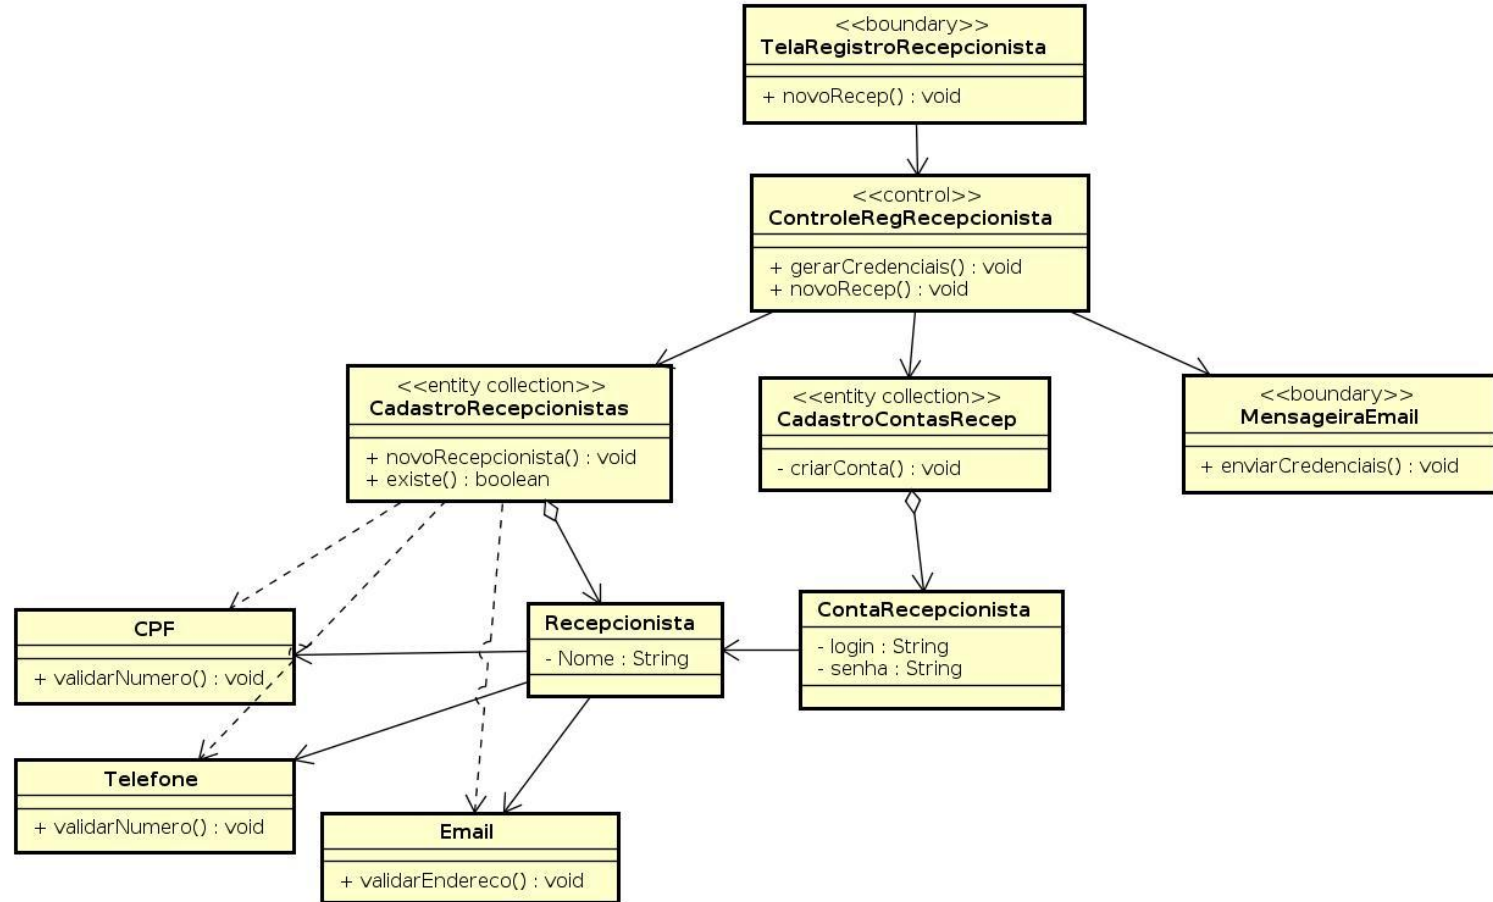 <<boundary>>
TelaRegistroRecepcionista
+ novoRecep() : void
<<control>>
ControleRegRecepcionista
+ gerarCredenciais() : void
+ novoRecep() : void
<<entity collection>>
CadastroRecepcionistas
+ novoRecepcionista() : void
+ existe() : boolean
<<entity collection>>
CadastroContasRecep
- criarConta() : void
<<boundary>>
MensageiraEmail
+ enviarCredenciais() : void
CPF
+ validarNumero() : void
Recepcionista
- Nome : String
ContaRecepcionista
- login : String
- senha : String
Telefone
+ validarNumero() : void
Email
+ validarEndereco() : void